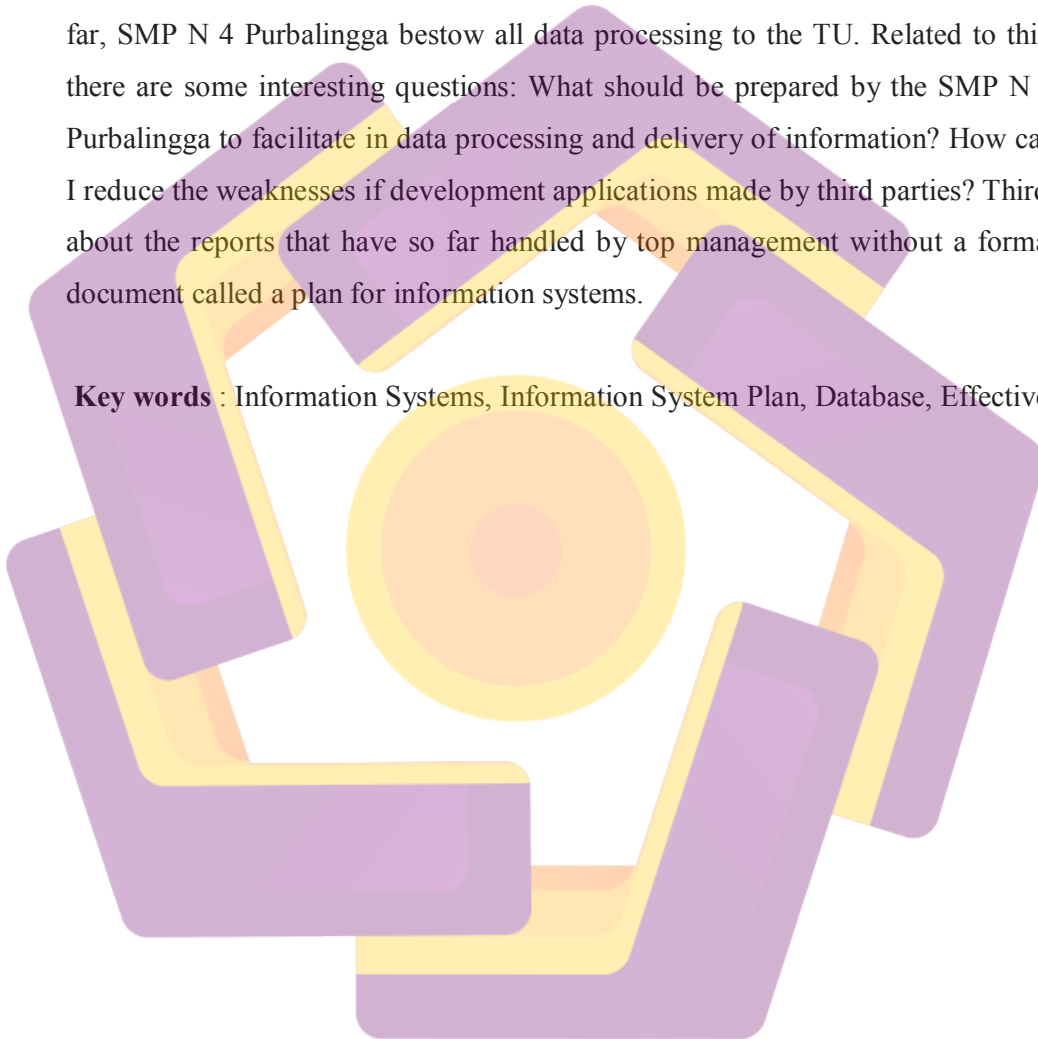 far, SMP N 4 Purbalingga bestow all data processing to the TU. Related to thi
there are some interesting questions: What should be prepared by the SMP N
Purbalingga to facilitate in data processing and delivery of information? How ca
I reduce the weaknesses if development applications made by third parties? Third
about the reports that have so far handled by top management without a forma
document called a plan for information systems.
Key words : Information Systems, Information System Plan, Database, Effective